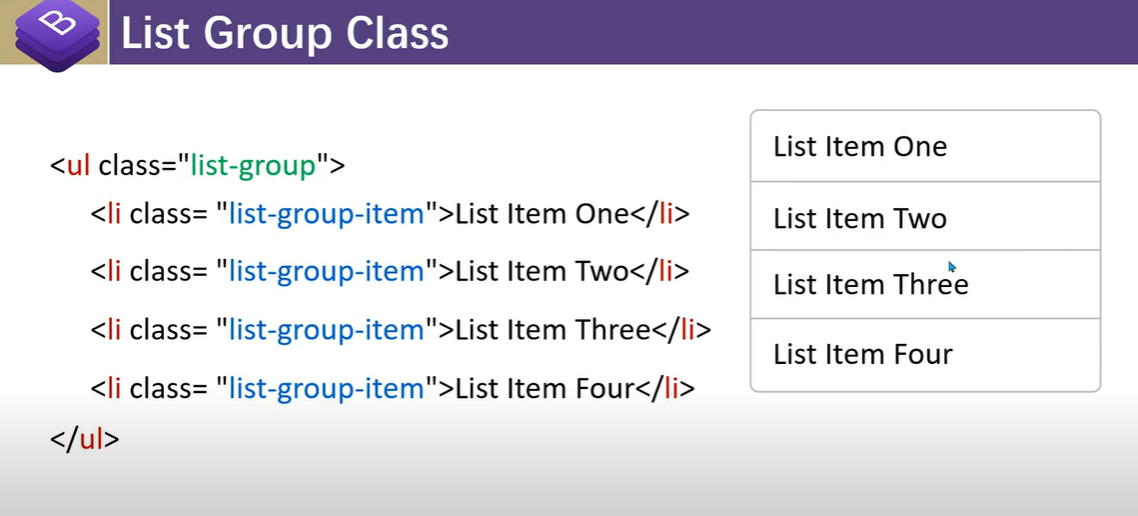 B
List Group Class
<ul class="list-group">
<li class= "list-group-item">List Item One</li>
<li class= "list-group-item">List Item Two</li>
<li class= "list-group-item">List Item Three</li>
<li class= "list-group-item">List Item Four</li>
</ul>
List Item One
List Item Two
List Item Three
List Item Four